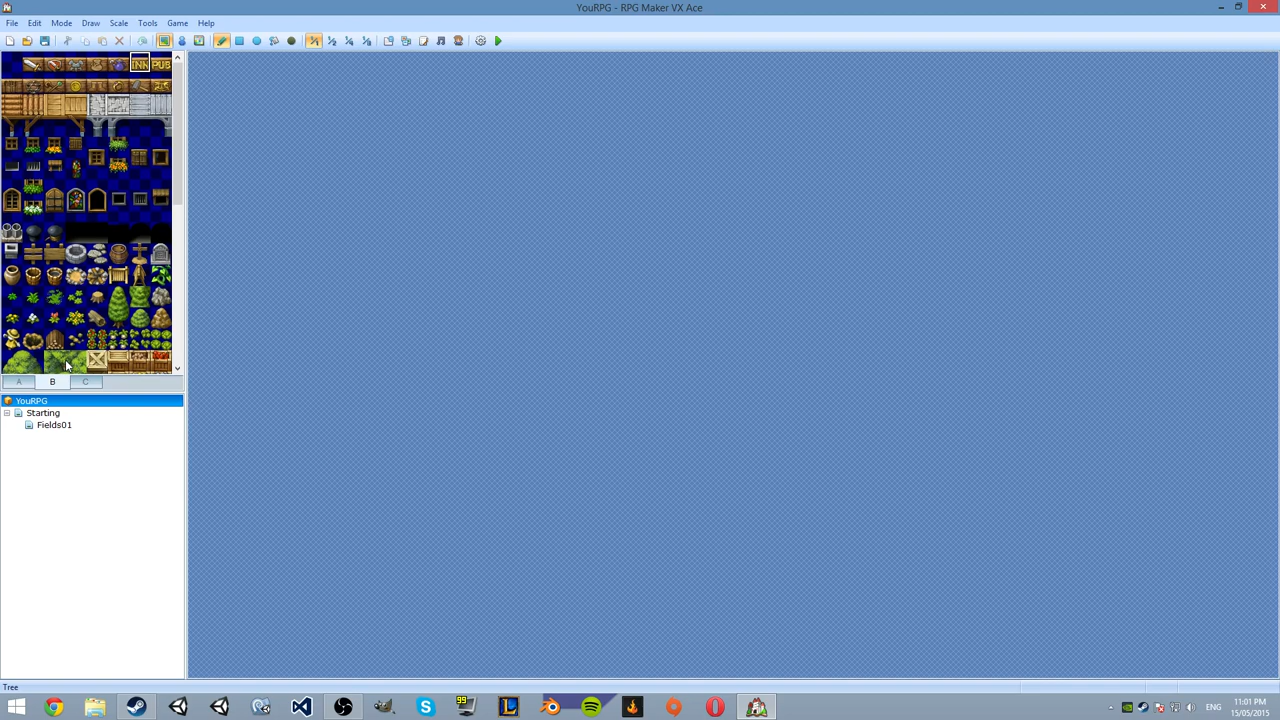 YouRPG - RPG Maker VX Ace
File Edit Mode Draw Scale Tools Game Help
INN PUB
A B C
YouRPG
Starting
Fields01
Tree
99
ENG
11:01 PM
15/05/2015